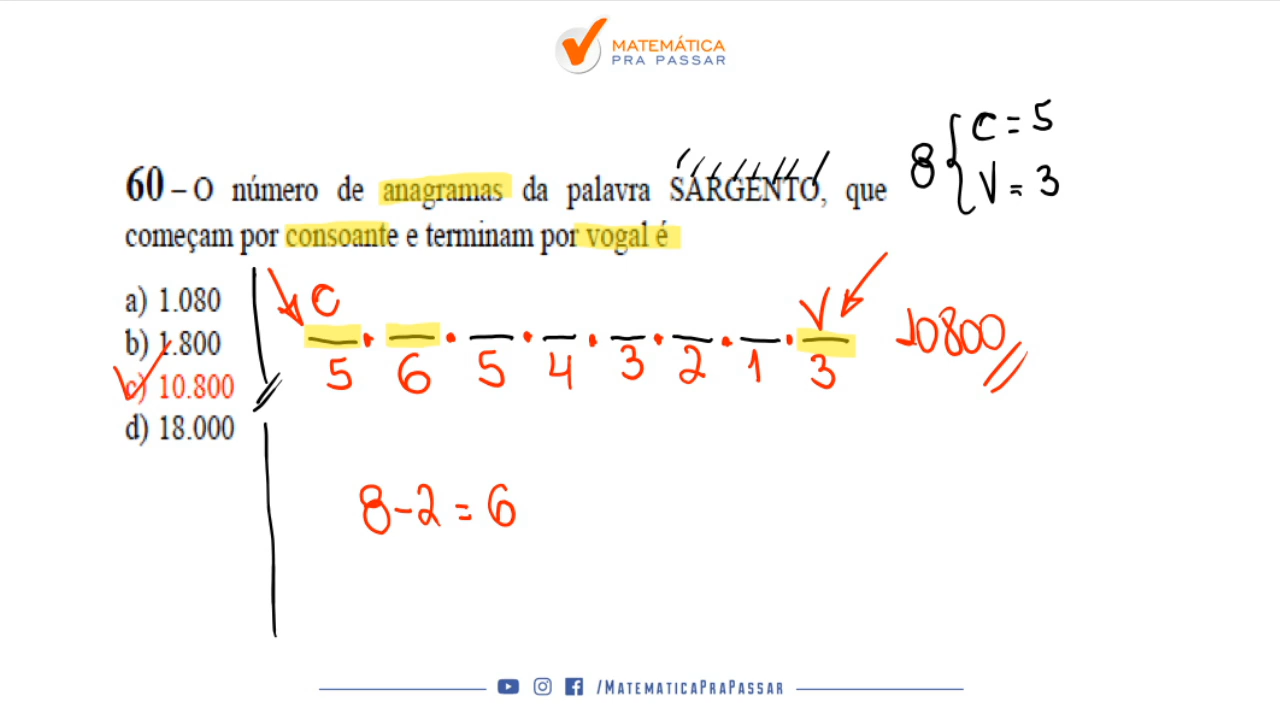 MATEMÁTICA
PRA PASSAR
8 { C = 5
V = 3
60 – O número de anagramas da palavra SARGENTO, que
começam por consoante e terminam por vogal é
a) 1.080
b) 1.800
c) 10.800
d) 18.000
C V
5 · 6 · 5 · 4 · 3 · 2 · 1 · 3
10800
8 - 2 = 6
/MATEMATICAPRAPASSAR